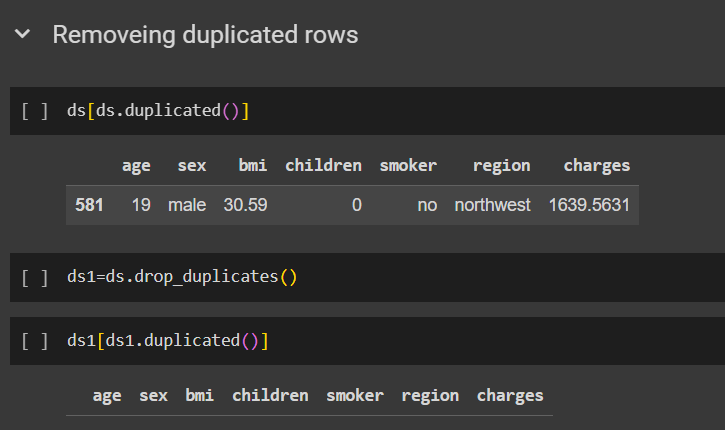 Removeing duplicated rows
[ ] ds[ds.duplicated()]
age sex bmi children smoker region charges
581 19 male 30.59 0 no northwest 1639.5631
[ ] ds1=ds.drop_duplicates()
[ ] ds1[ds1.duplicated()]
age sex bmi children smoker region charges